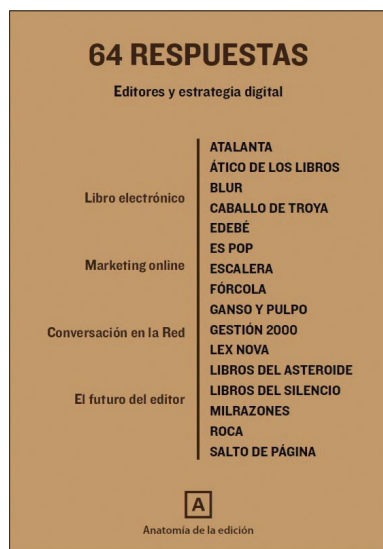 64 RESPUESTAS
Editores y estrategia digital
Libro electrónico
Marketing online
Conversación en la Red
El futuro del editor
ATALANTA
ÁTICO DE LOS LIBROS
BLUR
CABALLO DE TROYA
EDEBÉ
ES POP
ESCALERA
FÓRCOLA
GANSO Y PULPO
GESTIÓN 2000
LEX NOVA
LIBROS DEL ASTEROIDE
LIBROS DEL SILENCIO
MILRAZONES
ROCA
SALTO DE PÁGINA
A
Anatomía de la edición